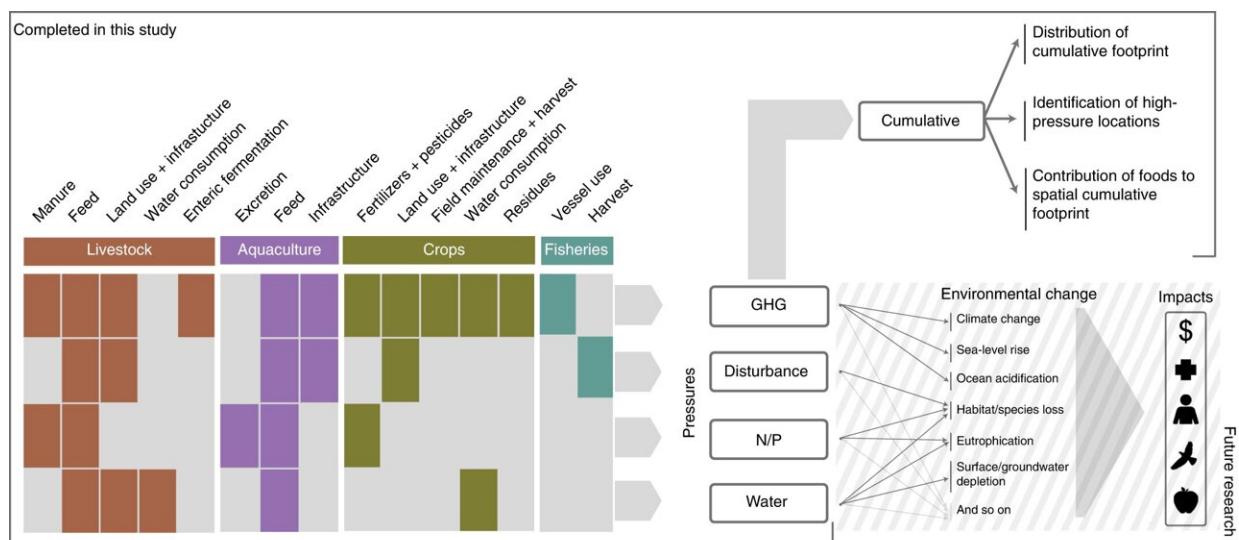 Completed in this study
Manure
Feed
Land use + infrastucture
Water consumption
Enteric fermentation
Excretion
Feed
Infrastructure
Fertilizers + pesticides
Land use + infrastructure
Field maintenance + harvest
Water consumption
Residues
Vessel use
Harvest
Livestock
Aquaculture
Crops
Fisheries
Cumulative
Distribution of
cumulative footprint
Identification of high-
pressure locations
Contribution of foods to
spatial cumulative
footprint
Pressures
GHG
Disturbance
N/P
Water
Environmental change
Climate change
Sea-level rise
Ocean acidification
Habitat/species loss
Eutrophication
Surface/groundwater
depletion
And so on
Impacts
$
Future research